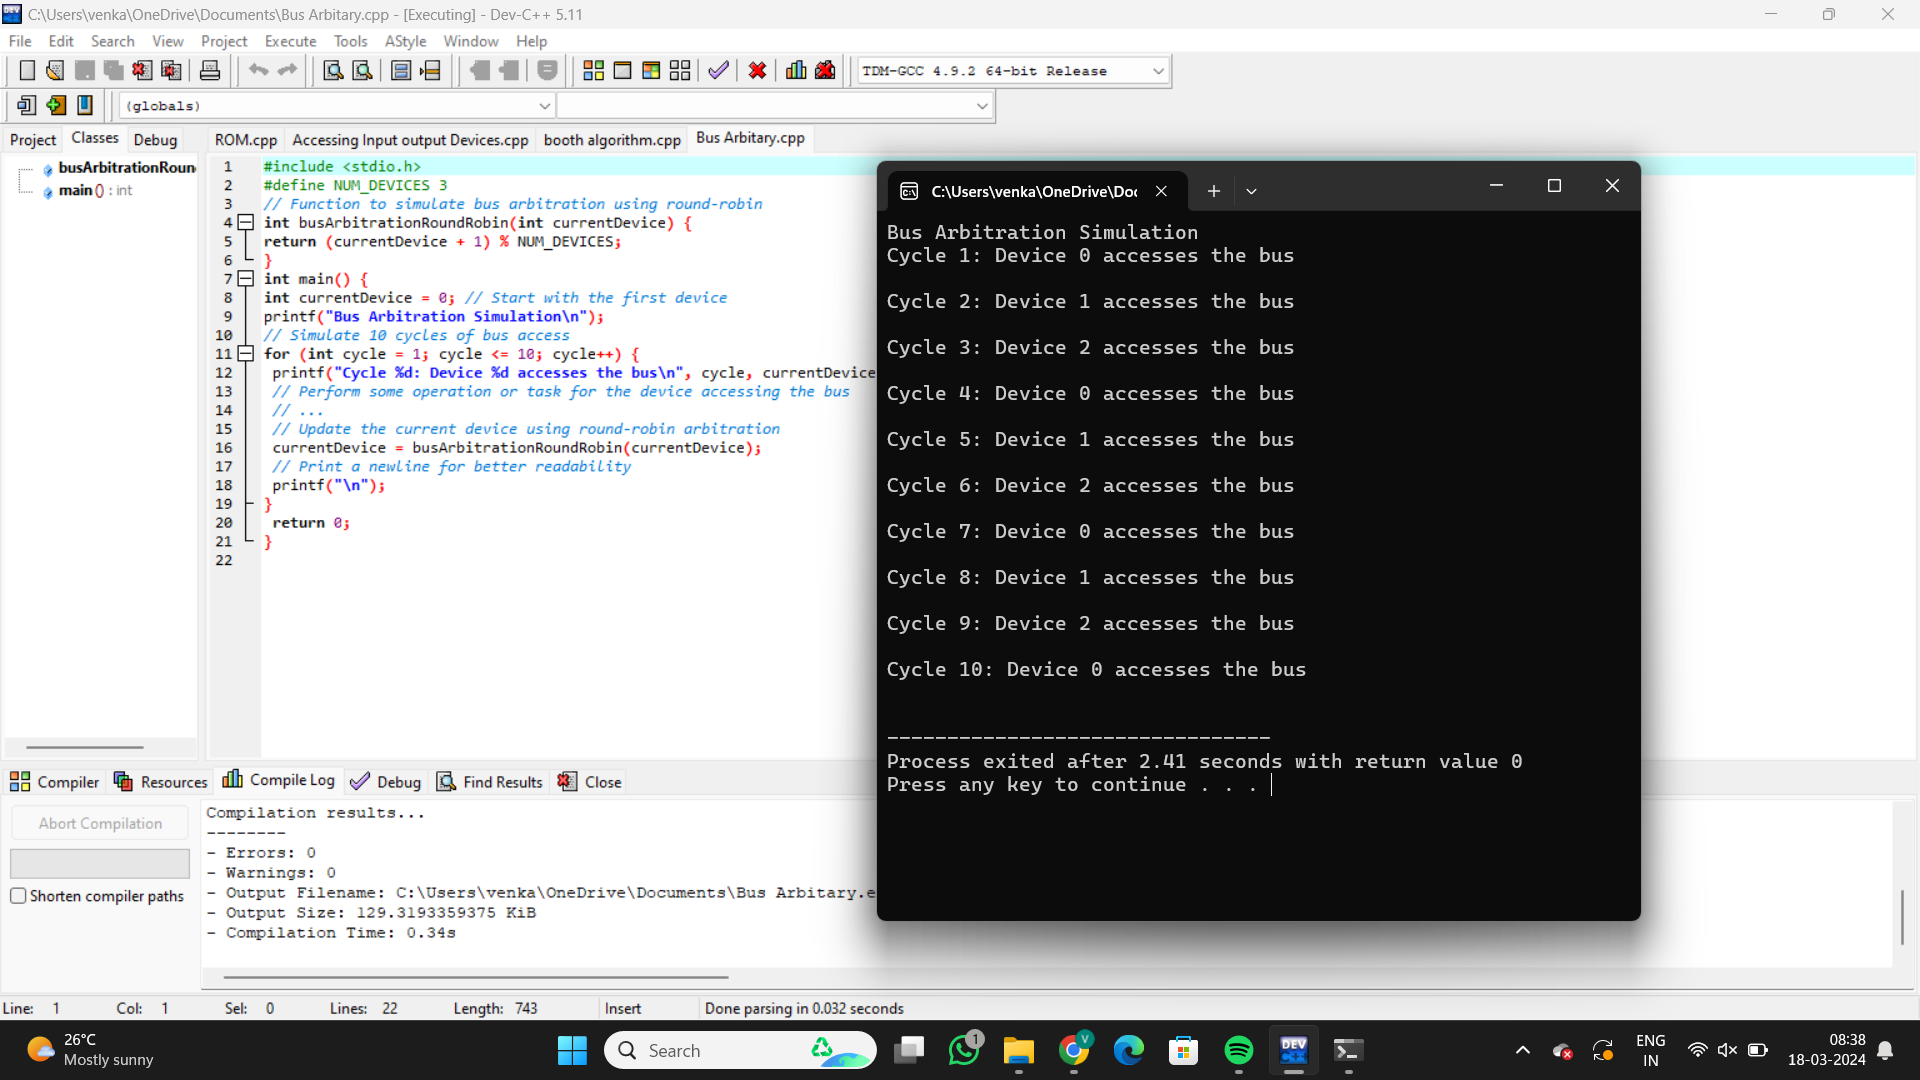 C:\Users\venka\OneDrive\Documents\Bus Arbitary.cpp - [Executing] - Dev-C++ 5.11
File Edit Search View Project Execute Tools AStyle Window Help
TDM-GCC 4.9.2 64-bit Release
(globals)
Project Classes Debug
ROM.cpp Accessing Input output Devices.cpp booth algorithm.cpp Bus Arbitary.cpp
busArbitrationRoun
main () : int
1 #include <stdio.h>
2 #define NUM_DEVICES 3
3 // Function to simulate bus arbitration using round-robin
4 int busArbitrationRoundRobin(int currentDevice) {
5 return (currentDevice + 1) % NUM_DEVICES;
6 }
7 int main() {
8 int currentDevice = 0; // Start with the first device
9 printf("Bus Arbitration Simulation\n");
10 // Simulate 10 cycles of bus access
11 for (int cycle = 1; cycle <= 10; cycle++) {
12 printf("Cycle %d: Device %d accesses the bus\n", cycle, currentDevice
13 // Perform some operation or task for the device accessing the bus
14 // ...
15 // Update the current device using round-robin arbitration
16 currentDevice = busArbitrationRoundRobin(currentDevice);
17 // Print a newline for better readability
18 printf("\n");
19 }
20 return 0;
21 }
22
C:\Users\venka\OneDrive\Doc
Bus Arbitration Simulation
Cycle 1: Device 0 accesses the bus
Cycle 2: Device 1 accesses the bus
Cycle 3: Device 2 accesses the bus
Cycle 4: Device 0 accesses the bus
Cycle 5: Device 1 accesses the bus
Cycle 6: Device 2 accesses the bus
Cycle 7: Device 0 accesses the bus
Cycle 8: Device 1 accesses the bus
Cycle 9: Device 2 accesses the bus
Cycle 10: Device 0 accesses the bus
--------------------------------
Process exited after 2.41 seconds with return value 0
Press any key to continue . . .
Compiler Resources Compile Log Debug Find Results Close
Abort Compilation
Shorten compiler paths
Compilation results...
--------
- Errors: 0
- Warnings: 0
- Output Filename: C:\Users\venka\OneDrive\Documents\Bus Arbitary.e
- Output Size: 129.3193359375 KiB
- Compilation Time: 0.34s
Line: 1 Col: 1 Sel: 0 Lines: 22 Length: 743 Insert Done parsing in 0.032 seconds
26°C
Mostly sunny
Search
1
V
DEV
ENG
IN
08:38
18-03-2024